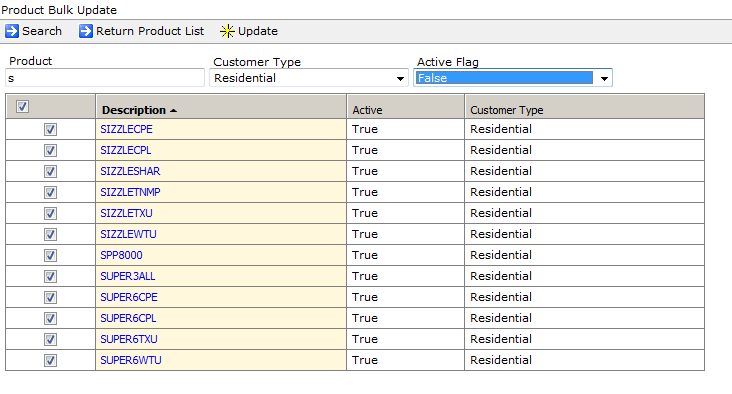 Product Bulk Update
Search Return Product List Update
Product Customer Type Active Flag
s Residential False
Description Active Customer Type
SIZZLECPE True Residential
SIZZLECPL True Residential
SIZZLESHAR True Residential
SIZZLETNMP True Residential
SIZZLETXU True Residential
SIZZLEWTU True Residential
SPP8000 True Residential
SUPER3ALL True Residential
SUPER6CPE True Residential
SUPER6CPL True Residential
SUPER6TXU True Residential
SUPER6WTU True Residential